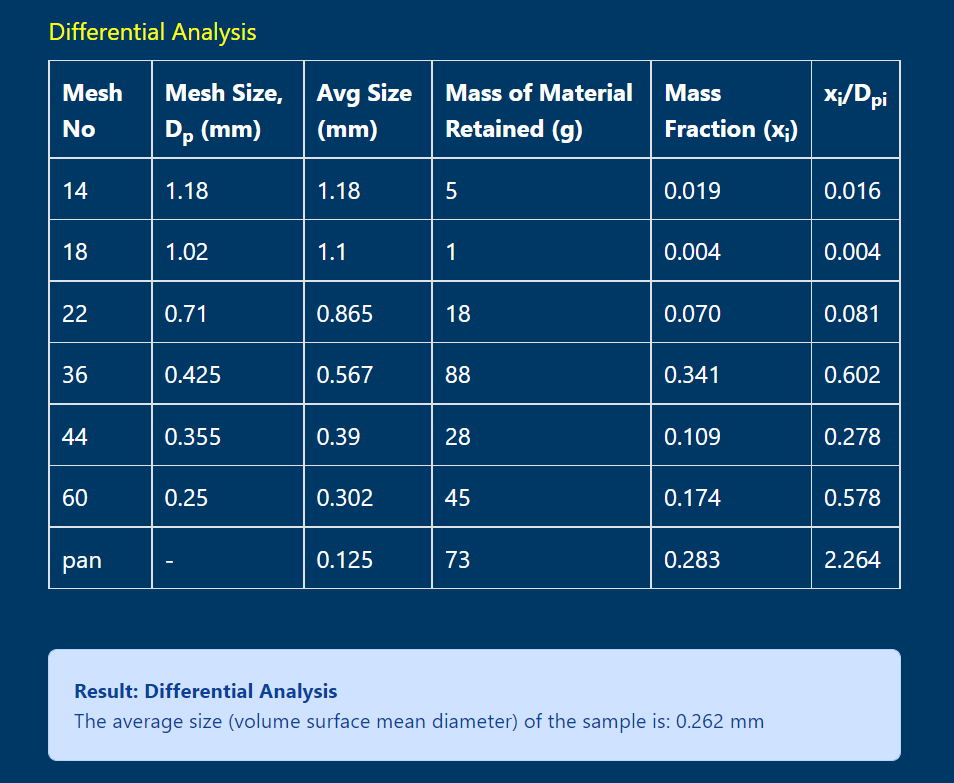 Differential Analysis
Mesh No | Mesh Size, Dp (mm) | Avg Size (mm) | Mass of Material Retained (g) | Mass Fraction (xi) | xi/Dpi
14 | 1.18 | 1.18 | 5 | 0.019 | 0.016
18 | 1.02 | 1.1 | 1 | 0.004 | 0.004
22 | 0.71 | 0.865 | 18 | 0.070 | 0.081
36 | 0.425 | 0.567 | 88 | 0.341 | 0.602
44 | 0.355 | 0.39 | 28 | 0.109 | 0.278
60 | 0.25 | 0.302 | 45 | 0.174 | 0.578
pan | - | 0.125 | 73 | 0.283 | 2.264
Result: Differential Analysis
The average size (volume surface mean diameter) of the sample is: 0.262 mm